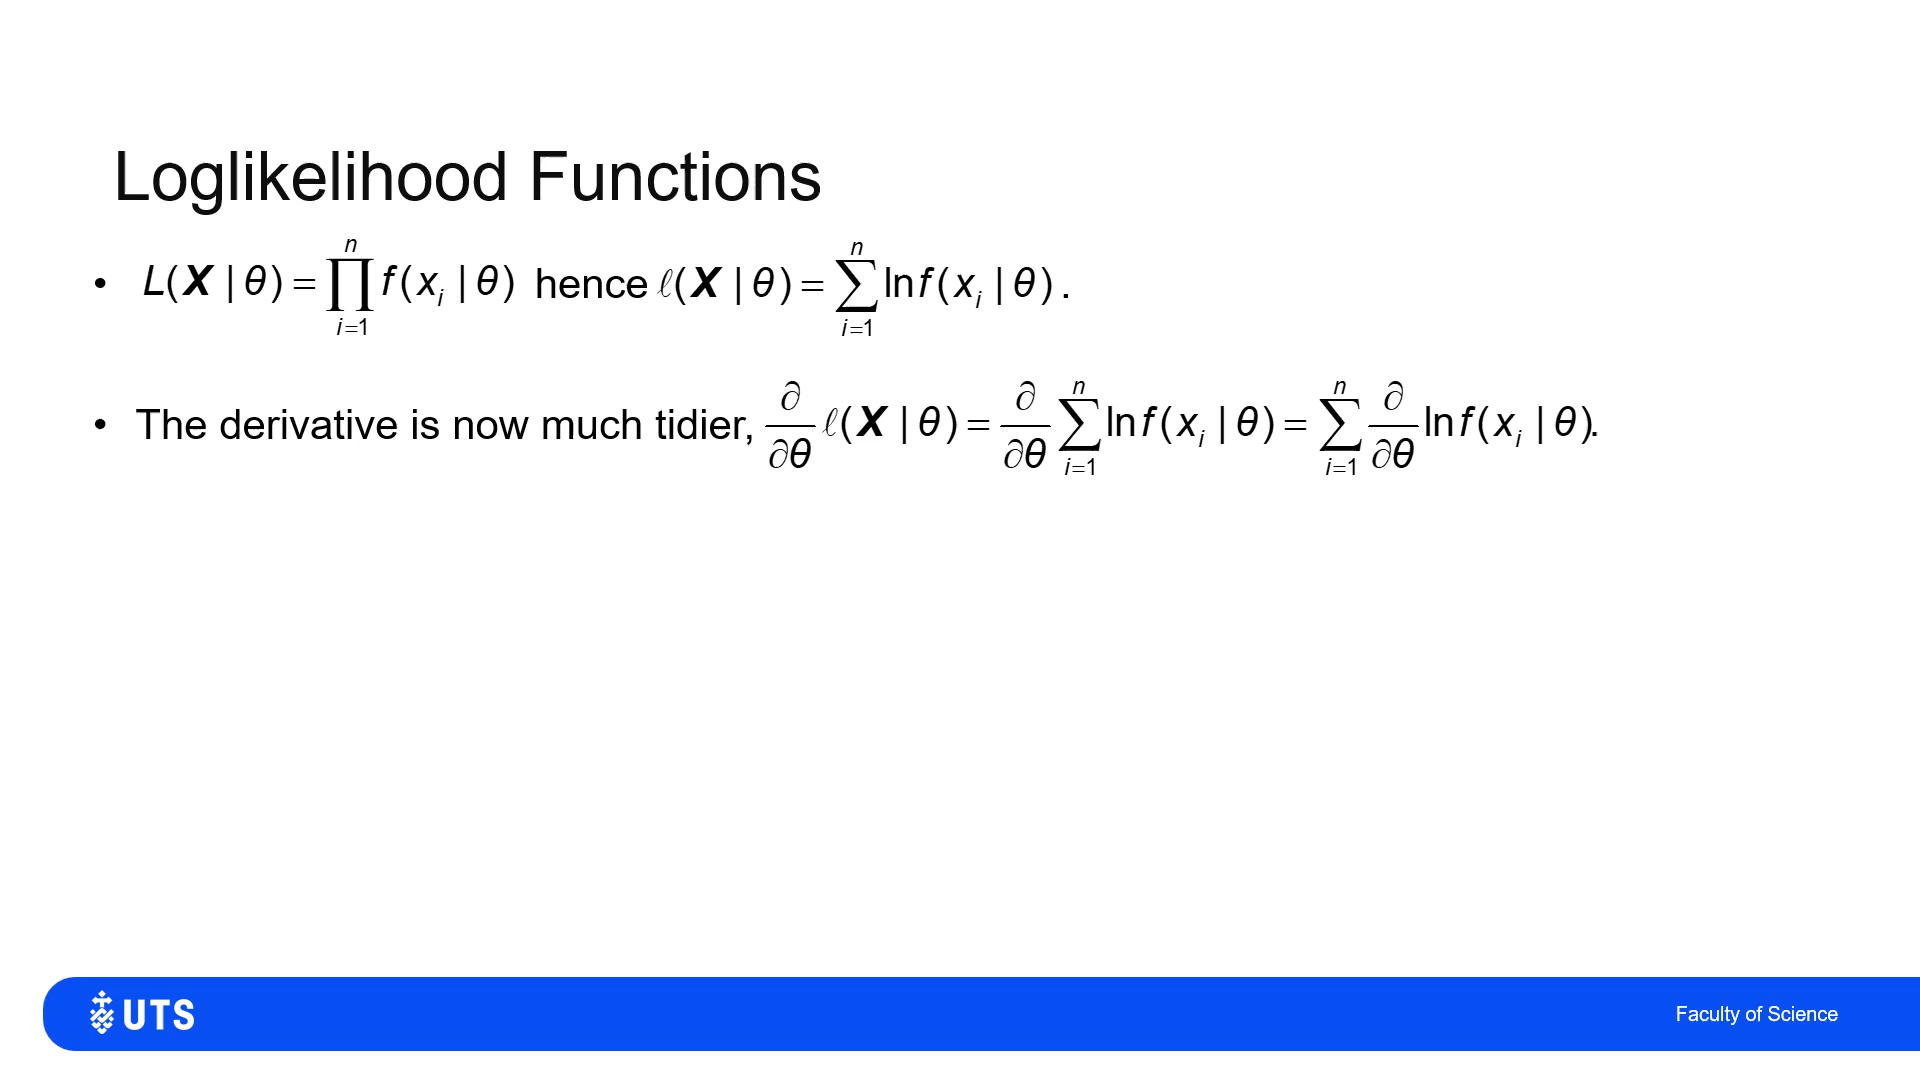 Loglikelihood Functions
• L(X | θ) = ∏_{i=1}^{n} f(x_i | θ) hence ℓ(X | θ) = ∑_{i=1}^{n} ln f(x_i | θ).
• The derivative is now much tidier, ∂/∂θ ℓ(X | θ) = ∂/∂θ ∑_{i=1}^{n} ln f(x_i | θ) = ∑_{i=1}^{n} ∂/∂θ ln f(x_i | θ).
UTS
Faculty of Science